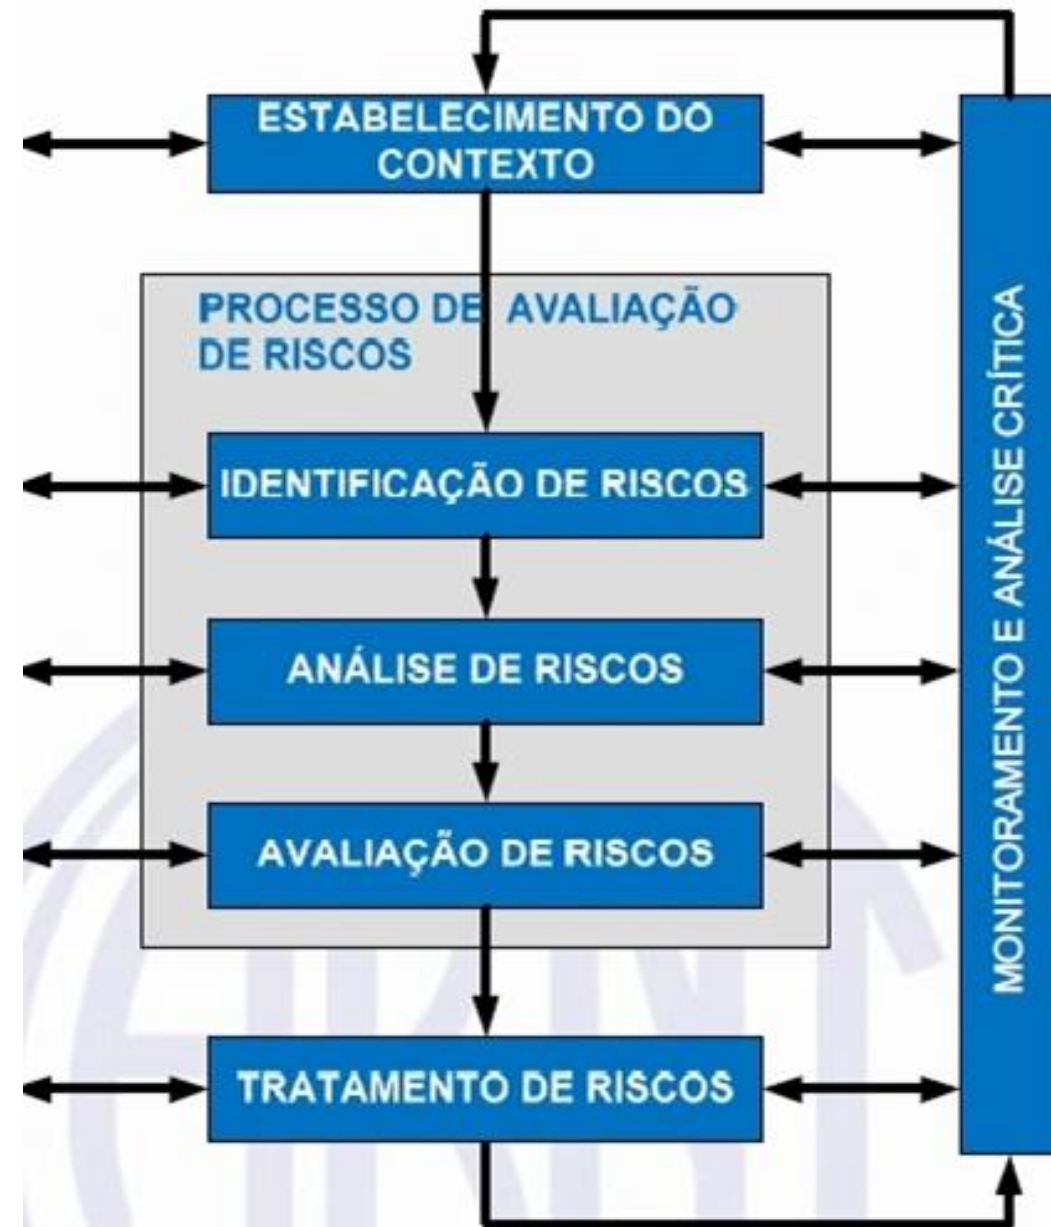 ESTABELECIMENTO DO
CONTEXTO
PROCESSO DE AVALIAÇÃO
DE RISCOS
IDENTIFICAÇÃO DE RISCOS
ANÁLISE DE RISCOS
AVALIAÇÃO DE RISCOS
TRATAMENTO DE RISCOS
MONITORAMENTO E ANÁLISE CRÍTICA